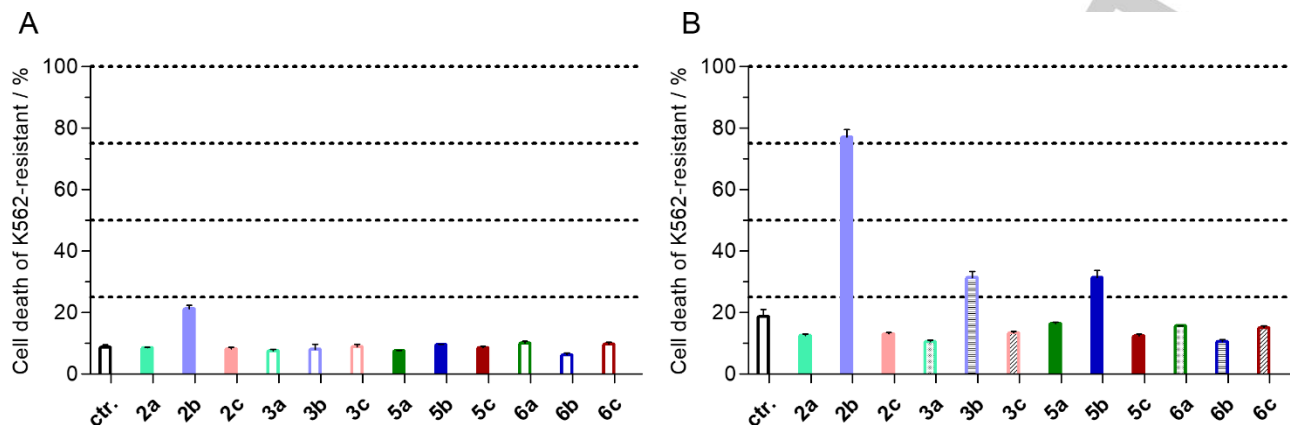 A
Cell death of K562-resistant / %
100
80
60
40
20
0
ctr. 2a 2b 2c 3a 3b 3c 5a 5b 5c 6a 6b 6c
B
Cell death of K562-resistant / %
100
80
60
40
20
0
ctr. 2a 2b 2c 3a 3b 3c 5a 5b 5c 6a 6b 6c